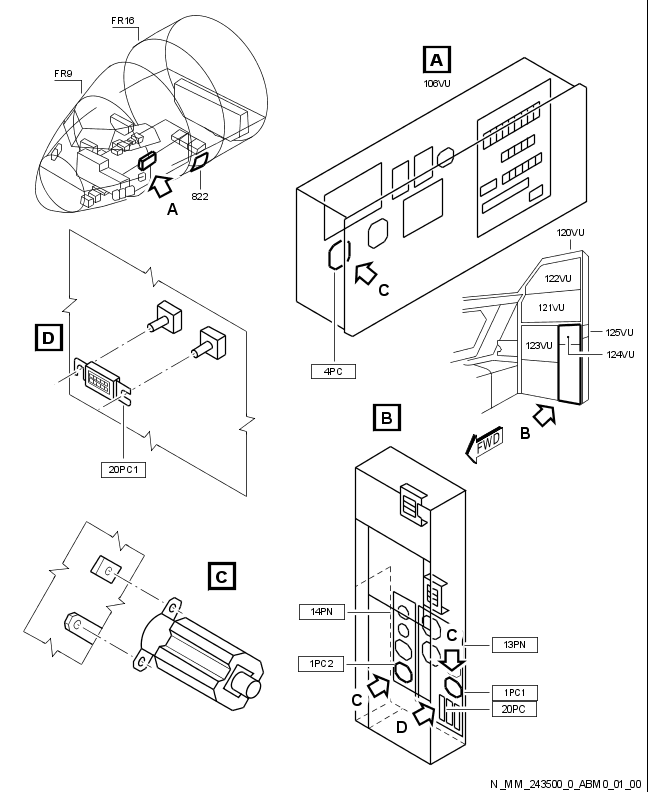 FR16
FR9
A
822
A
106VU
C
4PC
120VU
122VU
121VU
123VU
125VU
124VU
B
FWD
D
20PC1
B
C
14PN
1PC2
C
C
D
13PN
1PC1
20PC
N_MM_243500_0_ABM0_01_00